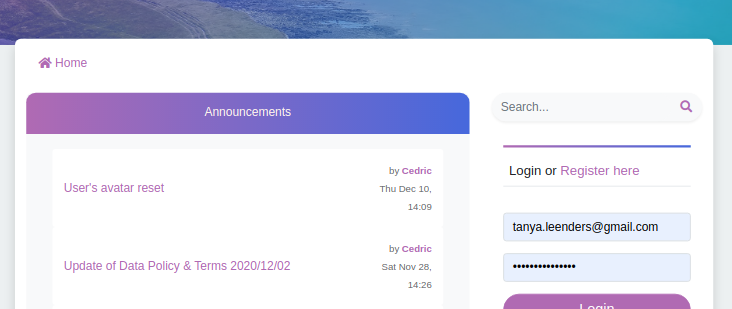 Home
Announcements
Search...
User's avatar reset
by Cedric
Thu Dec 10,
14:09
Update of Data Policy & Terms 2020/12/02
by Cedric
Sat Nov 28,
14:26
Login or Register here
tanya.leenders@gmail.com
•••••••••••••••
Login